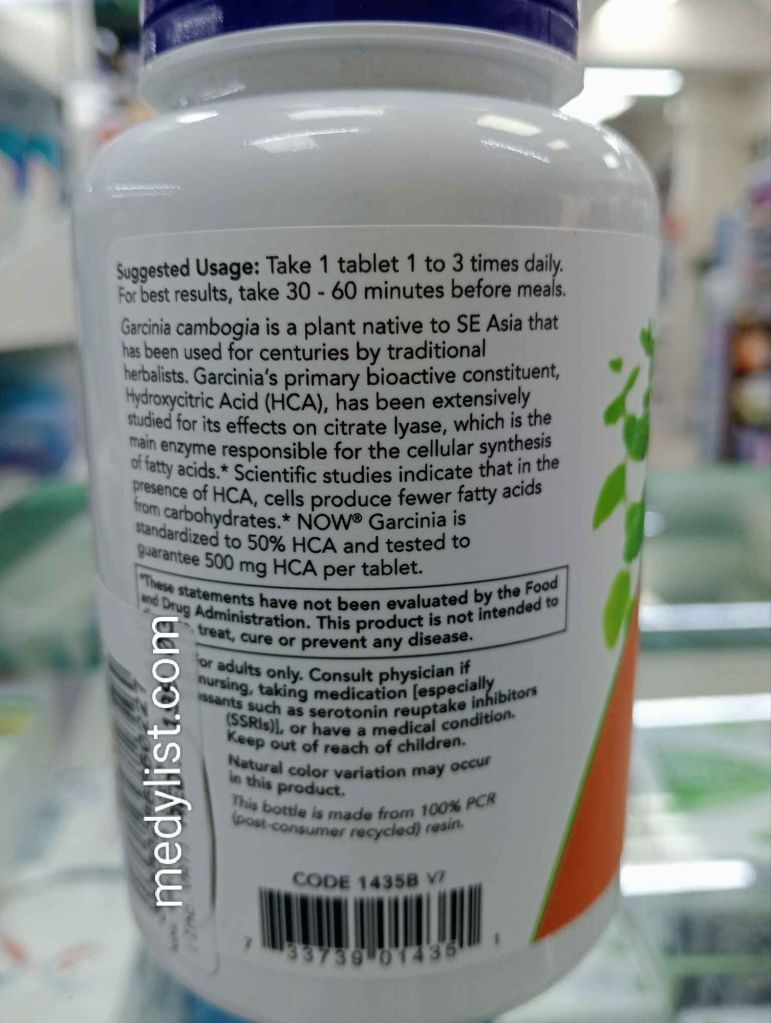 Suggested Usage: Take 1 tablet 1 to 3 times daily.
For best results, take 30 - 60 minutes before meals.
Garcinia cambogia is a plant native to SE Asia that
has been used for centuries by traditional
herbalists. Garcinia's primary bioactive constituent,
Hydroxycitric Acid (HCA), has been extensively
studied for its effects on citrate lyase, which is the
main enzyme responsible for the cellular synthesis
of fatty acids.* Scientific studies indicate that in the
presence of HCA, cells produce fewer fatty acids
from carbohydrates.* NOW® Garcinia is
standardized to 50% HCA and tested to
guarantee 500 mg HCA per tablet.
*These statements have not been evaluated by the Food
and Drug Administration. This product is not intended to
treat, cure or prevent any disease.
for adults only. Consult physician if
nursing, taking medication [especially
such as serotonin reuptake inhibitors
(SSRIs)], or have a medical condition.
Keep out of reach of children.
Natural color variation may occur
in this product.
This bottle is made from 100% PCR
(post-consumer recycled) resin.
CODE 1435B V7
7 33739 01435 1
medylist.com